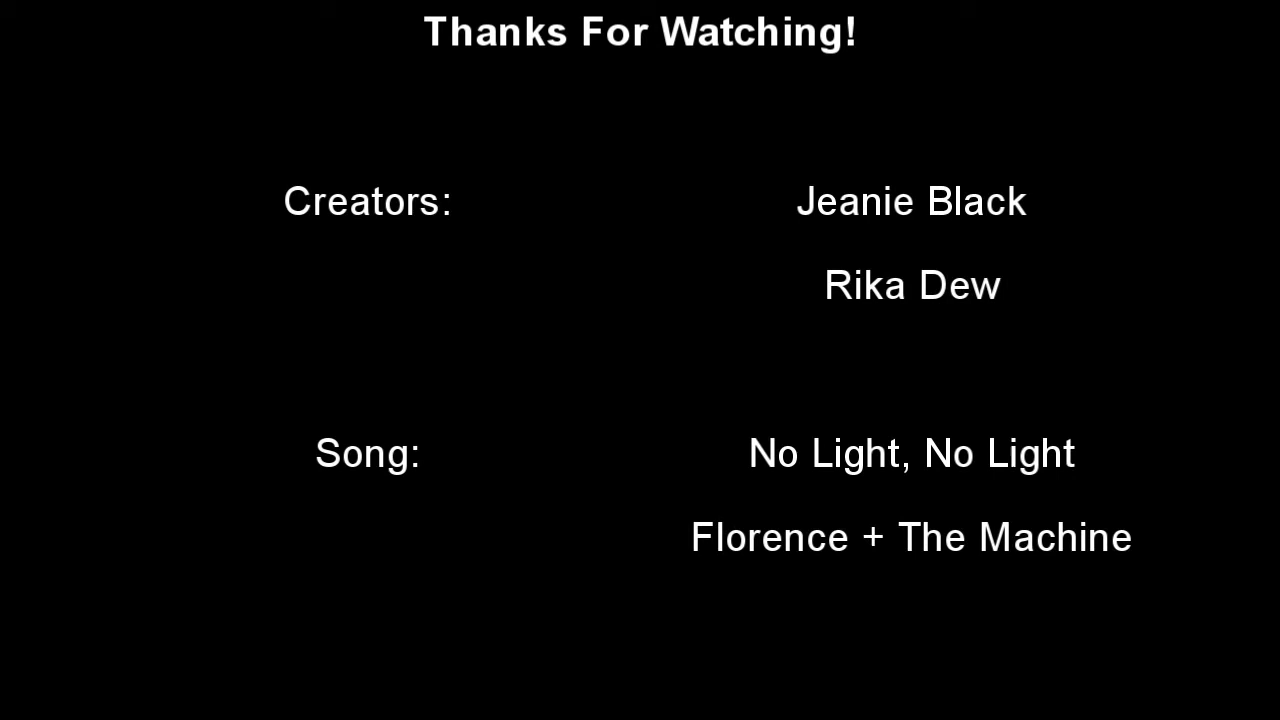 Thanks For Watching!
Creators: Jeanie Black
Rika Dew
Song: No Light, No Light
Florence + The Machine